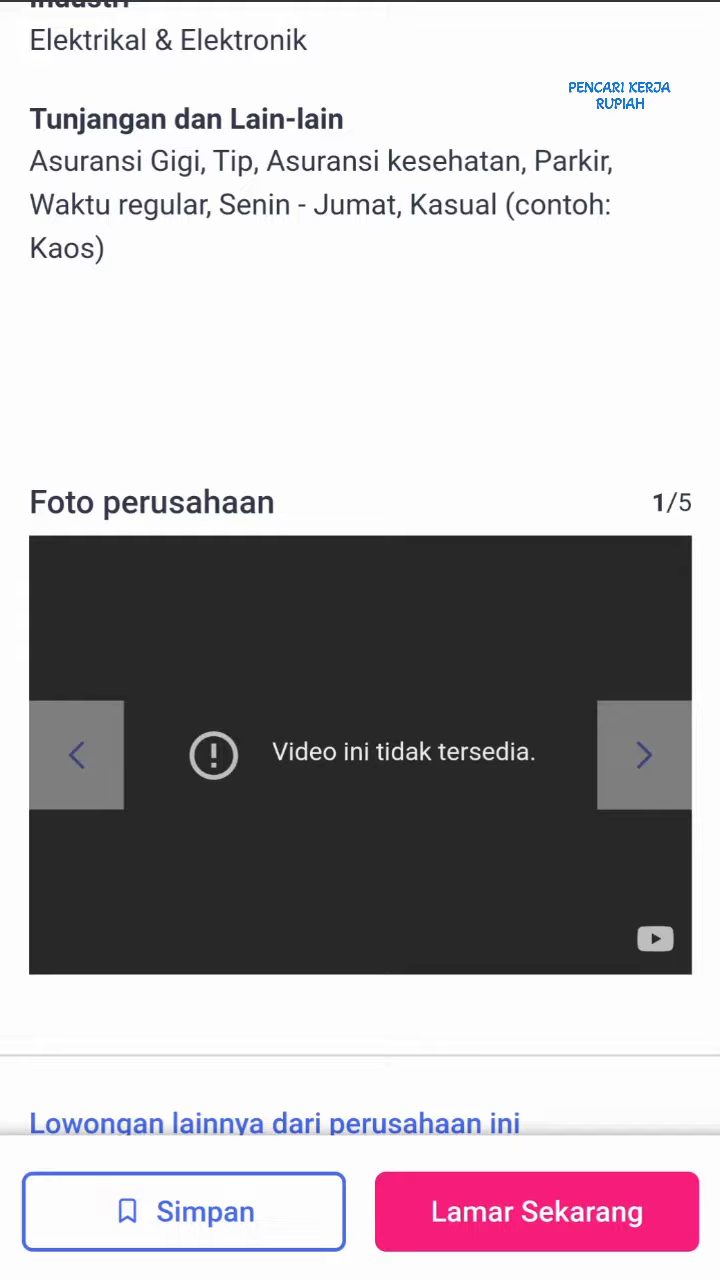 Industri
Elektrikal & Elektronik
PENCARI KERJA
RUPIAH
Tunjangan dan Lain-lain
Asuransi Gigi, Tip, Asuransi kesehatan, Parkir,
Waktu regular, Senin - Jumat, Kasual (contoh:
Kaos)
Foto perusahaan
1/5
Video ini tidak tersedia.
Lowongan lainnya dari perusahaan ini
Simpan
Lamar Sekarang